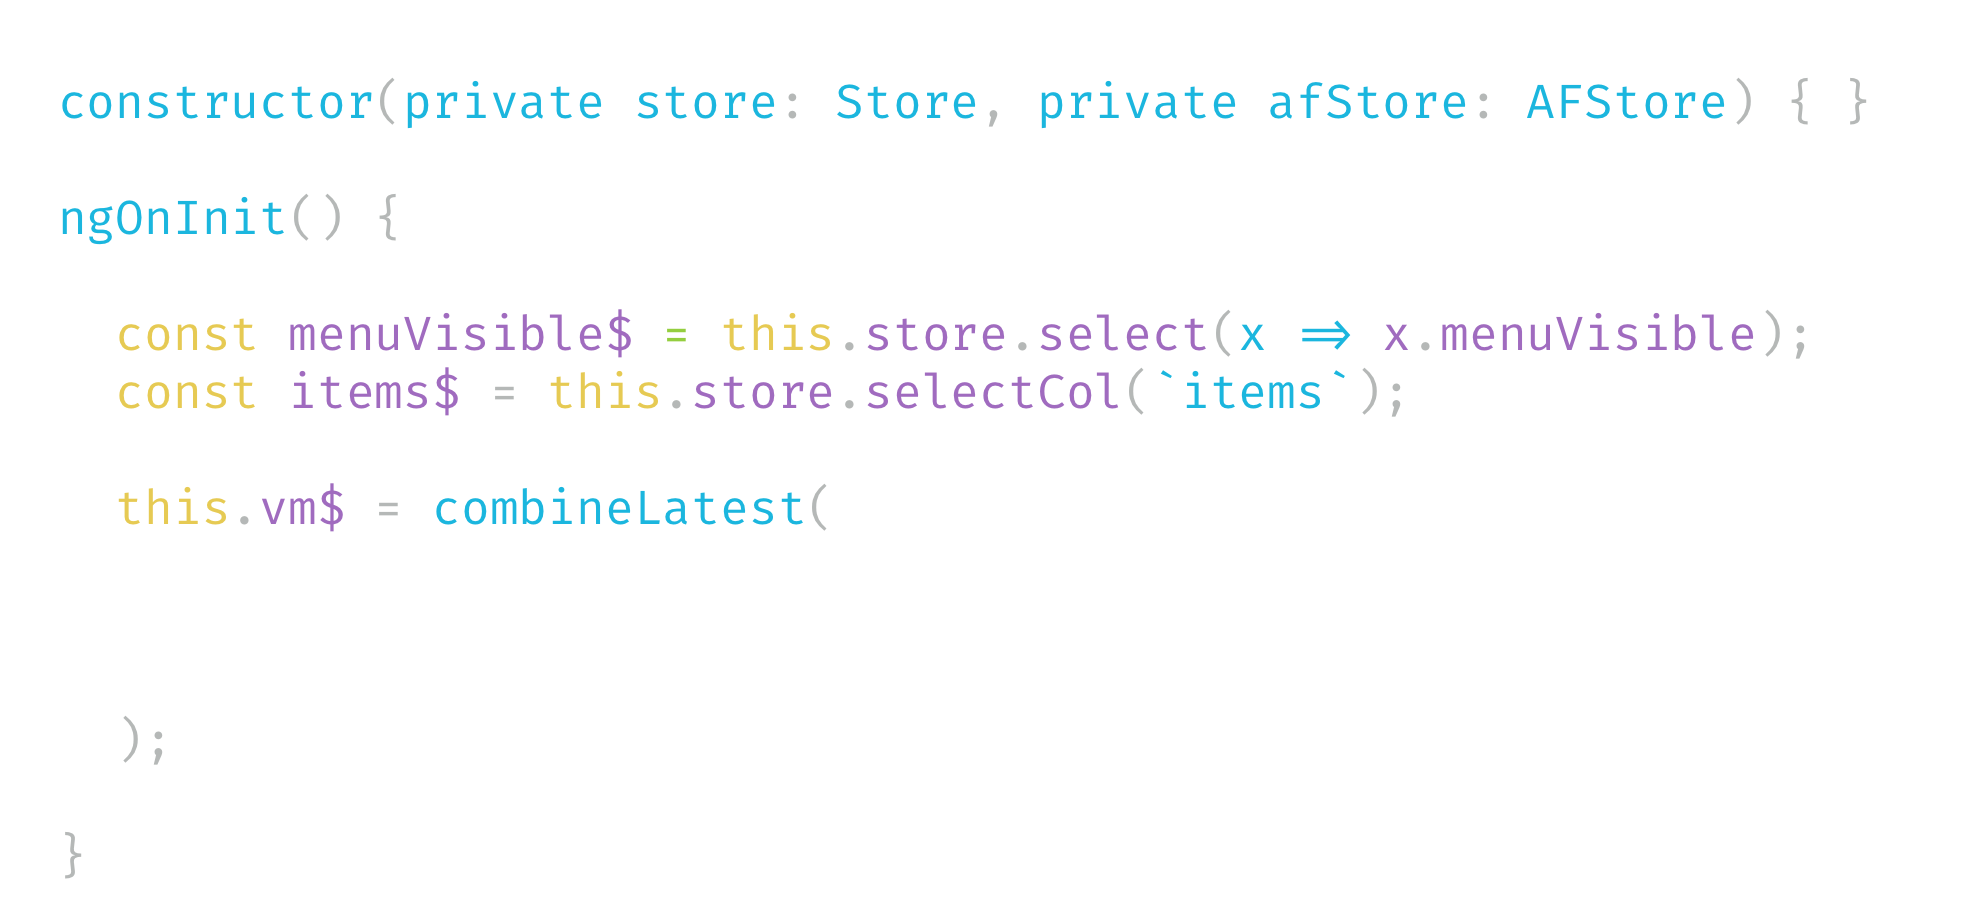 constructor(private store: Store, private afStore: AFStore) { }
ngOnInit() {
const menuVisible$ = this.store.select(x => x.menuVisible);
const items$ = this.store.selectCol(`items`);
this.vm$ = combineLatest(
);
}